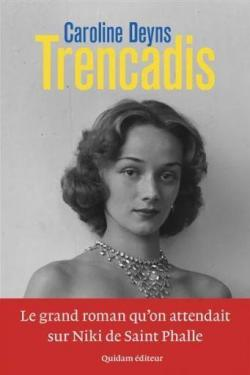 Caroline Deyns
Trencadis
Le grand roman qu'on attendait
sur Niki de Saint Phalle
Quidam éditeur